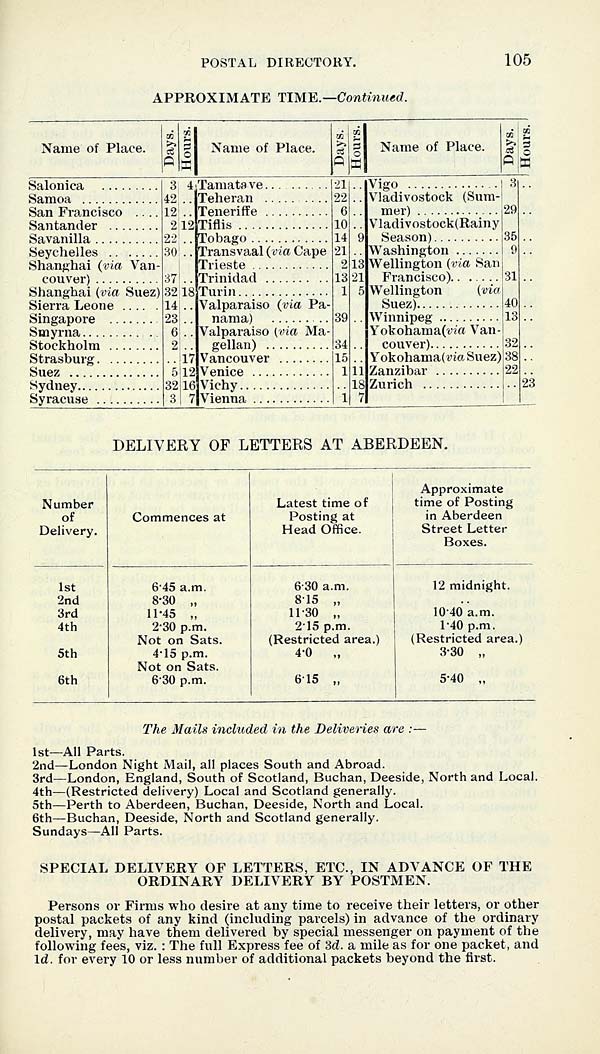 POSTAL DIRECTORY. 105
APPROXIMATE TIME.—Continued.
Name of Place. Days. Hours. Name of Place. Days. Hours. Name of Place. Days. Hours.
Salonica ......... 3 4 Tamatave.......... 21 .. Vigo .............. 3 ..
Samoa ............ 42 .. Teheran .......... 22 .. Vladivostock (Sum-
San Francisco .... 12 .. Teneriffe .......... 6 .. mer) ............ 29 ..
Santander ........ 2 12 Tiflis .............. 10 .. Vladivostock(Rainy
Savanilla .......... 22 .. Tobago ............ 14 9 Season).......... 35 ..
Seychelles .. ...... 30 .. Transvaal (via Cape 21 .. Washington ....... 9 ..
Shanghai (via Van- Trieste ............ 2 13 Wellington (via San
couver) .......... 37 .. Trinidad .......... 13 21 Francisco)........ 31 ..
Shanghai (via Suez) 32 18 Turin.............. 1 5 Wellington (via
Sierra Leone ..... 14 .. Valparaiso (via Pa- Suez)............. 40 ..
Singapore ........ 23 .. nama) ............ 39 .. Winnipeg ......... 13 ..
Smyrna............ 6 .. Valparaiso (via Ma- Yokohama(via Van-
Stockholm ........ 2 .. gellan) .......... 34 .. couver)........... 32 ..
Strasburg.......... .. 17 Vancouver ........ 15 .. Yokohama(via Suez) 38 ..
Suez .............. 5 12 Venice ............ 1 11 Zanzibar .......... 22 ..
Sydney............. 32 16 Vichy.............. .. 18 Zurich ............ .. 23
Syracuse .......... 3 7 Vienna ............ 1 7
DELIVERY OF LETTERS AT ABERDEEN.
Number of Delivery. Commences at Latest time of Posting at Head Office. Approximate time of Posting in Aberdeen Street Letter Boxes.
1st 6·45 a.m. 6·30 a.m. 12 midnight.
2nd 8·30 „ 8·15 „ ..
3rd 11·45 „ 11·30 „ 10·40 a.m.
4th 2·30 p.m. 2·15 p.m. 1·40 p.m.
Not on Sats. (Restricted area.) (Restricted area.)
5th 4·15 p.m. 4·0 „ 3·30 „
Not on Sats.
6th 6·30 p.m. 6·15 „ 5·40 „
The Mails included in the Deliveries are :—
1st—All Parts.
2nd—London Night Mail, all places South and Abroad.
3rd—London, England, South of Scotland, Buchan, Deeside, North and Local.
4th—(Restricted delivery) Local and Scotland generally.
5th—Perth to Aberdeen, Buchan, Deeside, North and Local.
6th—Buchan, Deeside, North and Scotland generally.
Sundays—All Parts.
SPECIAL DELIVERY OF LETTERS, ETC., IN ADVANCE OF THE
ORDINARY DELIVERY BY POSTMEN.
Persons or Firms who desire at any time to receive their letters, or other
postal packets of any kind (including parcels) in advance of the ordinary
delivery, may have them delivered by special messenger on payment of the
following fees, viz. : The full Express fee of 3d. a mile as for one packet, and
1d. for every 10 or less number of additional packets beyond the first.